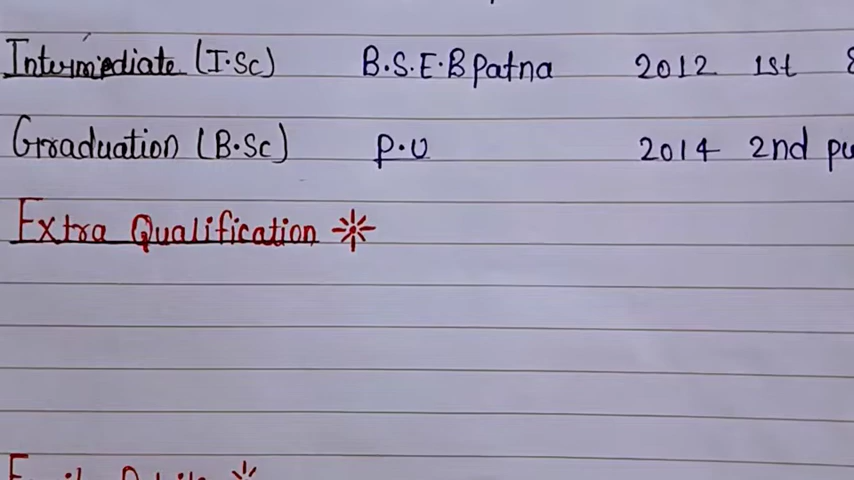 Intermediate (I.Sc) B.S.E.B Patna 2012 1st
Graduation (B.Sc) P.U 2014 2nd
Extra Qualification